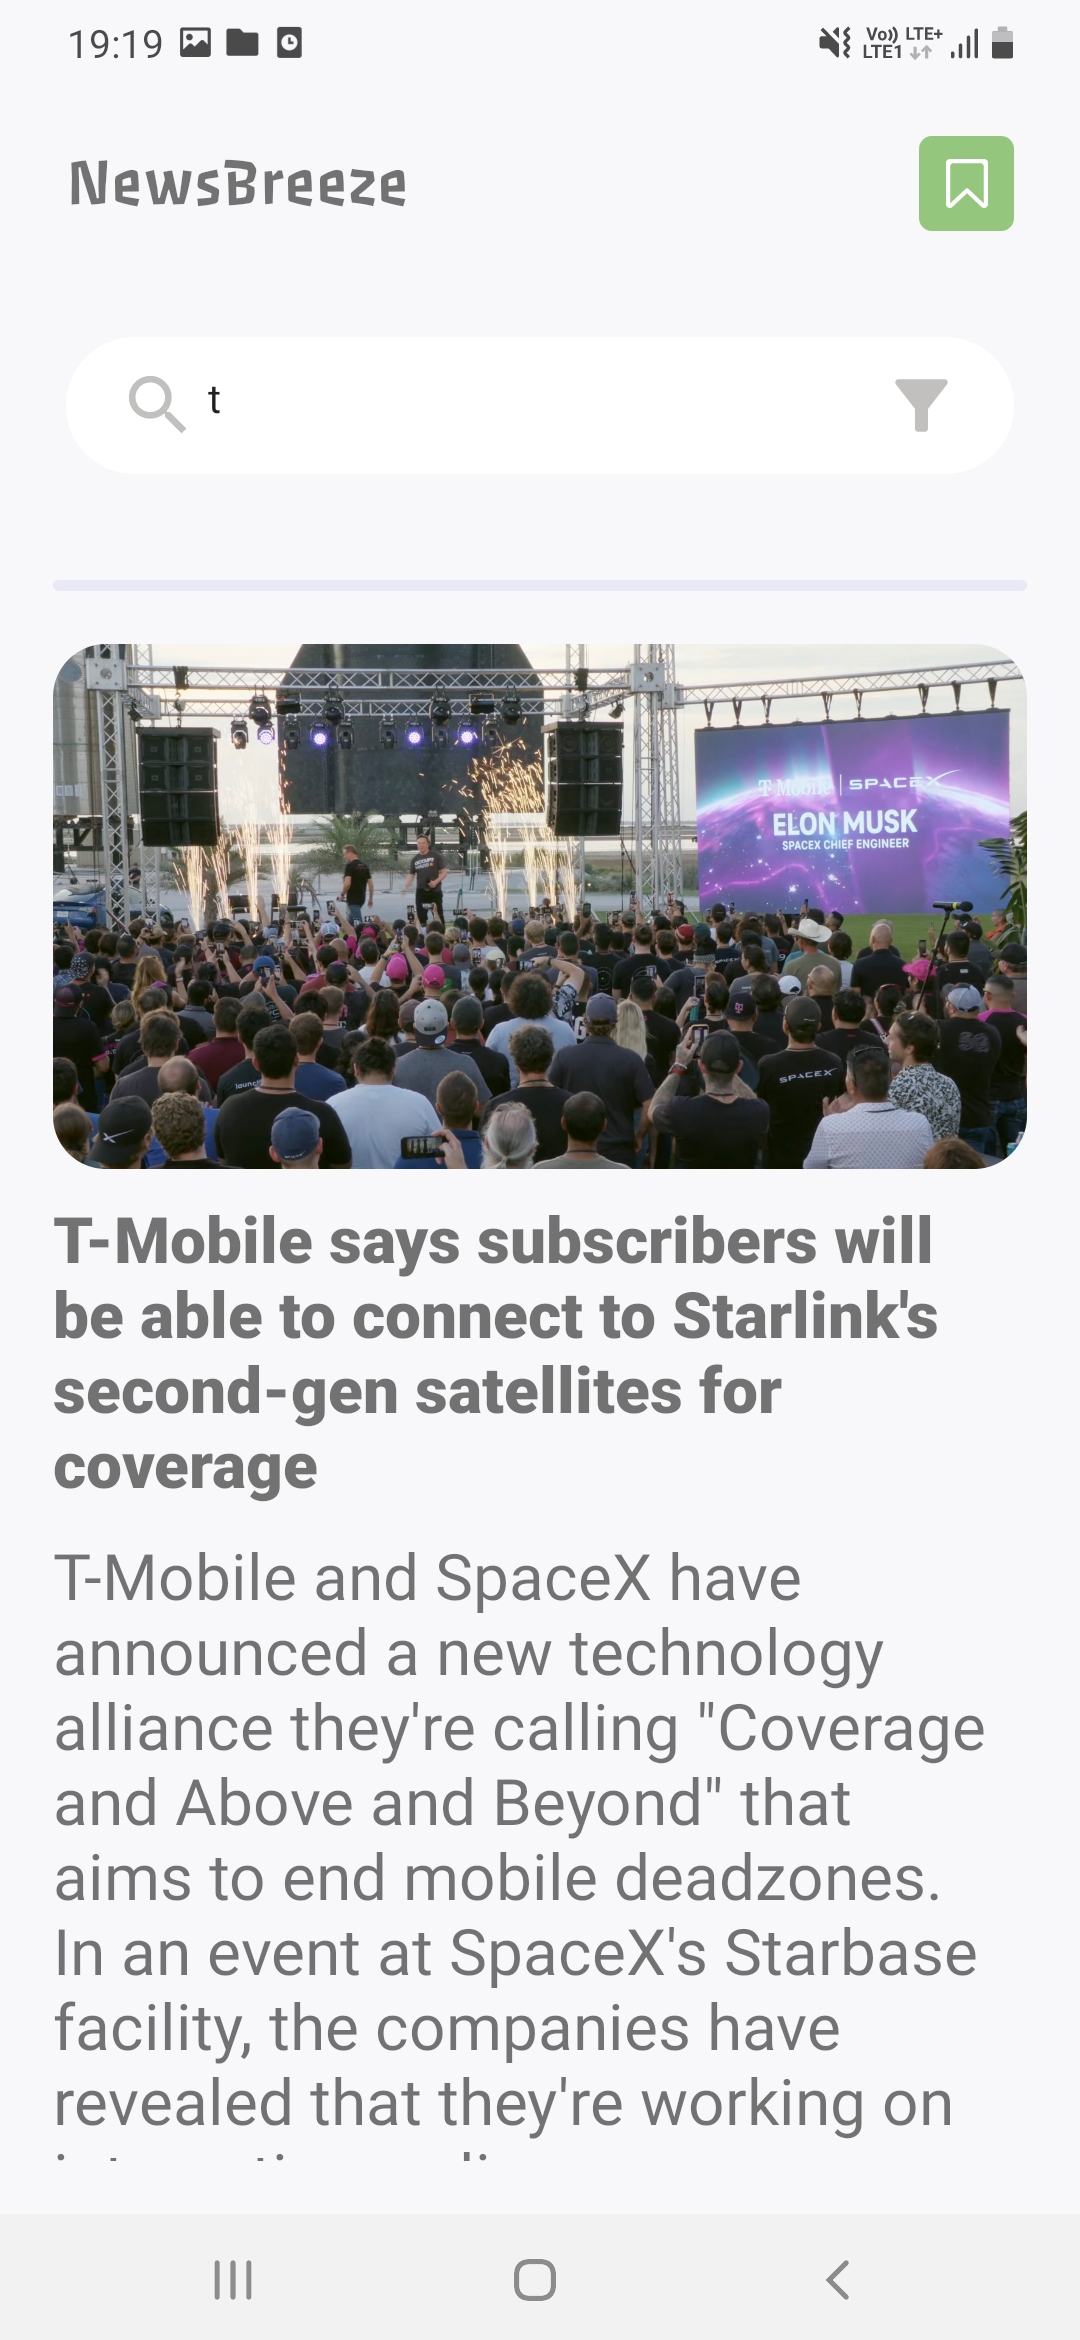 19:19
Vo)) LTE+
LTE1
NewsBreeze
t
T Mobile | SPACEX
ELON MUSK
SPACEX CHIEF ENGINEER
SPACEX
T-Mobile says subscribers will
be able to connect to Starlink's
second-gen satellites for
coverage
T-Mobile and SpaceX have
announced a new technology
alliance they're calling "Coverage
and Above and Beyond" that
aims to end mobile deadzones.
In an event at SpaceX's Starbase
facility, the companies have
revealed that they're working on